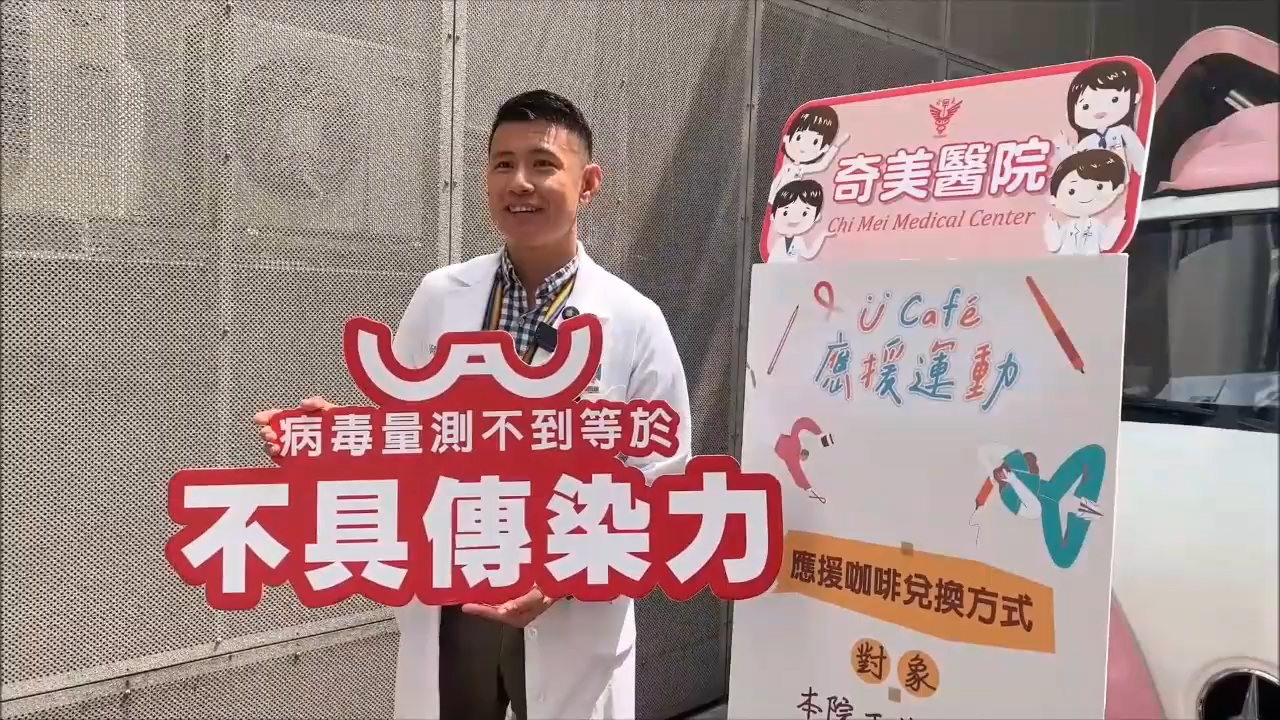 病毒量測不到等於
不具傳染力
奇美醫院
Chi Mei Medical Center
Ü Café
應援運動
應援咖啡兌換方式
對象
本院